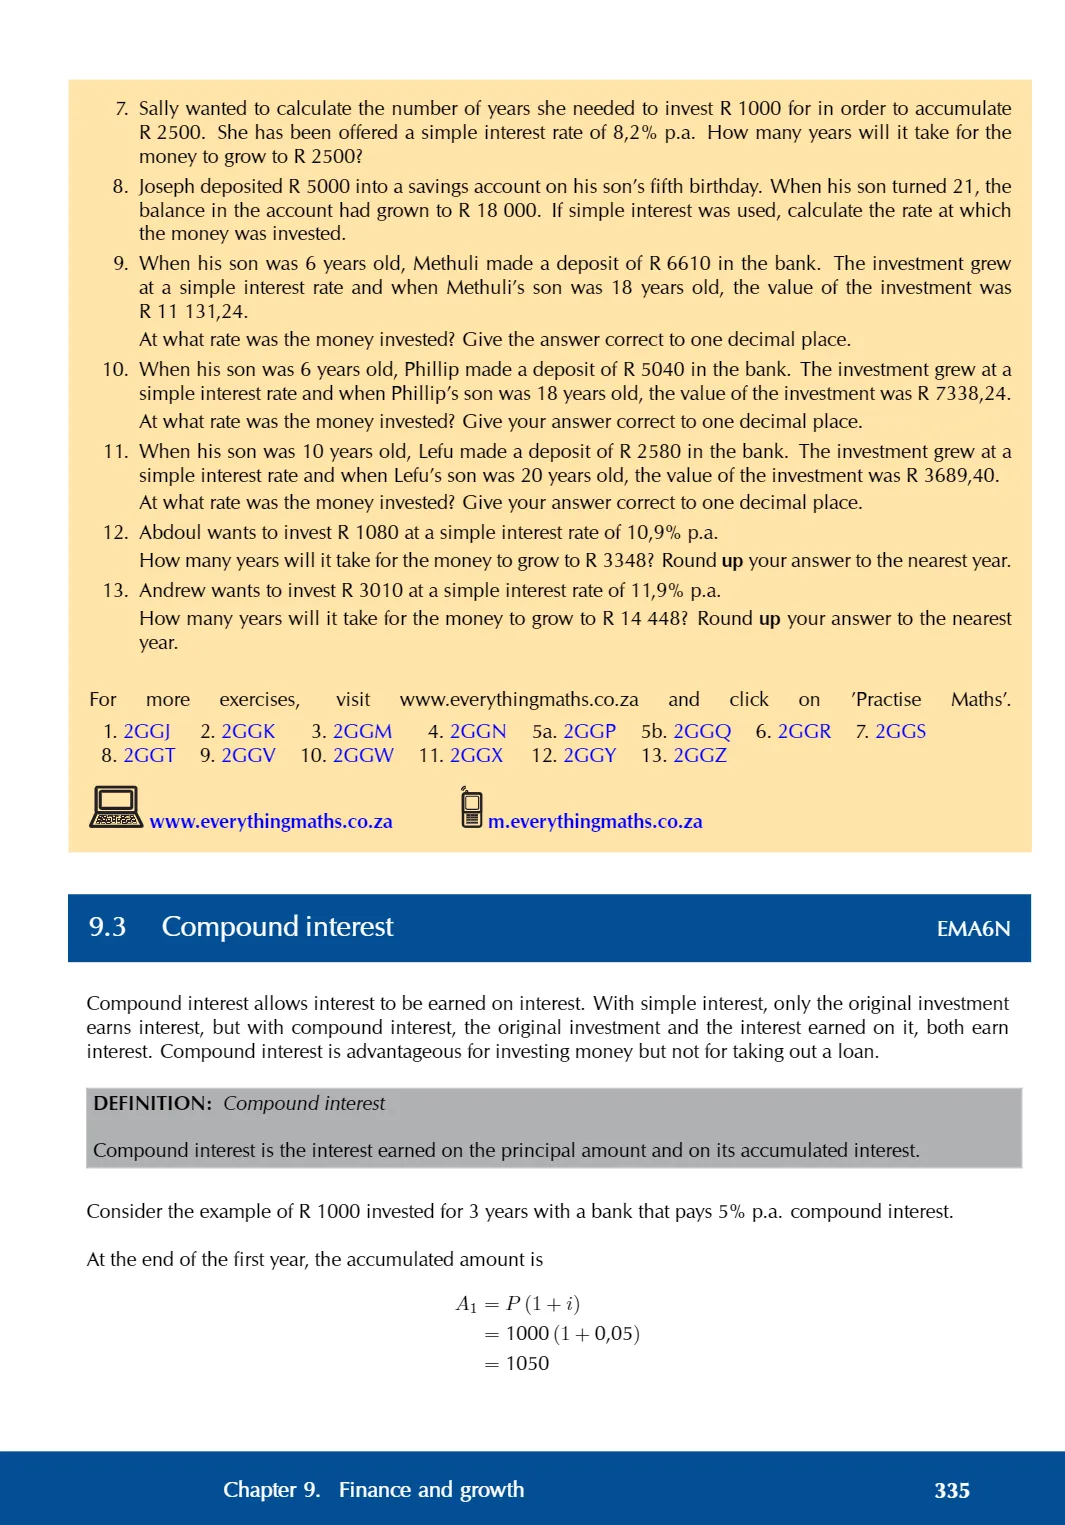 7. Sally wanted to calculate the number of years she needed to invest R 1000 for in order to accumulate
R 2500. She has been offered a simple interest rate of 8,2% p.a. How many years will it take for the
money to grow to R 2500?
8. Joseph deposited R 5000 into a savings account on his son’s fifth birthday. When his son turned 21, the
balance in the account had grown to R 18 000. If simple interest was used, calculate the rate at which
the money was invested.
9. When his son was 6 years old, Methuli made a deposit of R 6610 in the bank. The investment grew
at a simple interest rate and when Methuli’s son was 18 years old, the value of the investment was
R 11 131,24.
At what rate was the money invested? Give the answer correct to one decimal place.
10. When his son was 6 years old, Phillip made a deposit of R 5040 in the bank. The investment grew at a
simple interest rate and when Phillip’s son was 18 years old, the value of the investment was R 7338,24.
At what rate was the money invested? Give your answer correct to one decimal place.
11. When his son was 10 years old, Lefu made a deposit of R 2580 in the bank. The investment grew at a
simple interest rate and when Lefu’s son was 20 years old, the value of the investment was R 3689,40.
At what rate was the money invested? Give your answer correct to one decimal place.
12. Abdoul wants to invest R 1080 at a simple interest rate of 10,9% p.a.
How many years will it take for the money to grow to R 3348? Round up your answer to the nearest year.
13. Andrew wants to invest R 3010 at a simple interest rate of 11,9% p.a.
How many years will it take for the money to grow to R 14 448? Round up your answer to the nearest
year.
For more exercises, visit www.everythingmaths.co.za and click on ’Practise Maths’.
1. 2GGJ 2. 2GGK 3. 2GGM 4. 2GGN 5a. 2GGP 5b. 2GGQ 6. 2GGR 7. 2GGS
8. 2GGT 9. 2GGV 10. 2GGW 11. 2GGX 12. 2GGY 13. 2GGZ
www.everythingmaths.co.za m.everythingmaths.co.za
9.3 Compound interest EMA6N
Compound interest allows interest to be earned on interest. With simple interest, only the original investment
earns interest, but with compound interest, the original investment and the interest earned on it, both earn
interest. Compound interest is advantageous for investing money but not for taking out a loan.
DEFINITION: Compound interest
Compound interest is the interest earned on the principal amount and on its accumulated interest.
Consider the example of R 1000 invested for 3 years with a bank that pays 5% p.a. compound interest.
At the end of the first year, the accumulated amount is
A₁ = P (1 + i)
= 1000 (1 + 0,05)
= 1050
Chapter 9. Finance and growth 335